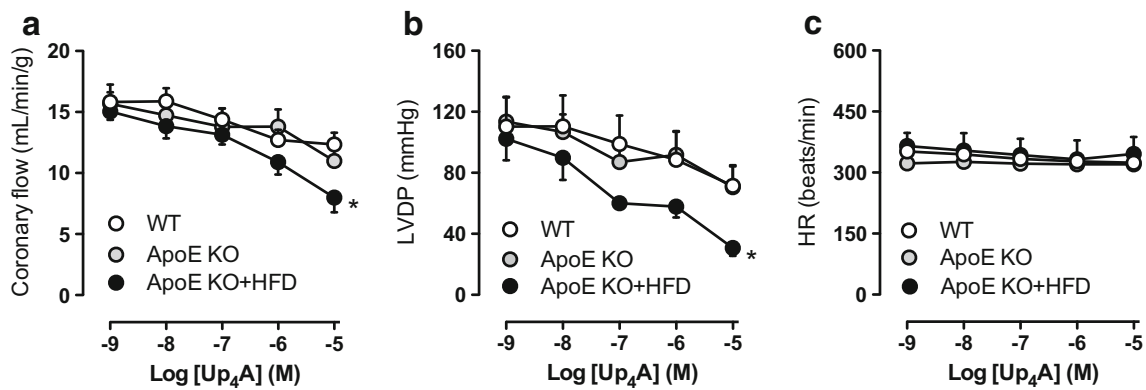 a
Coronary flow (mL/min/g)
20
15
10
5
0
WT
ApoE KO
ApoE KO+HFD
*
-9 -8 -7 -6 -5
Log [Up₄A] (M)
b
LVDP (mmHg)
160
120
80
40
0
WT
ApoE KO
ApoE KO+HFD
*
-9 -8 -7 -6 -5
Log [Up₄A] (M)
c
HR (beats/min)
600
450
300
150
0
WT
ApoE KO
ApoE KO+HFD
-9 -8 -7 -6 -5
Log [Up₄A] (M)